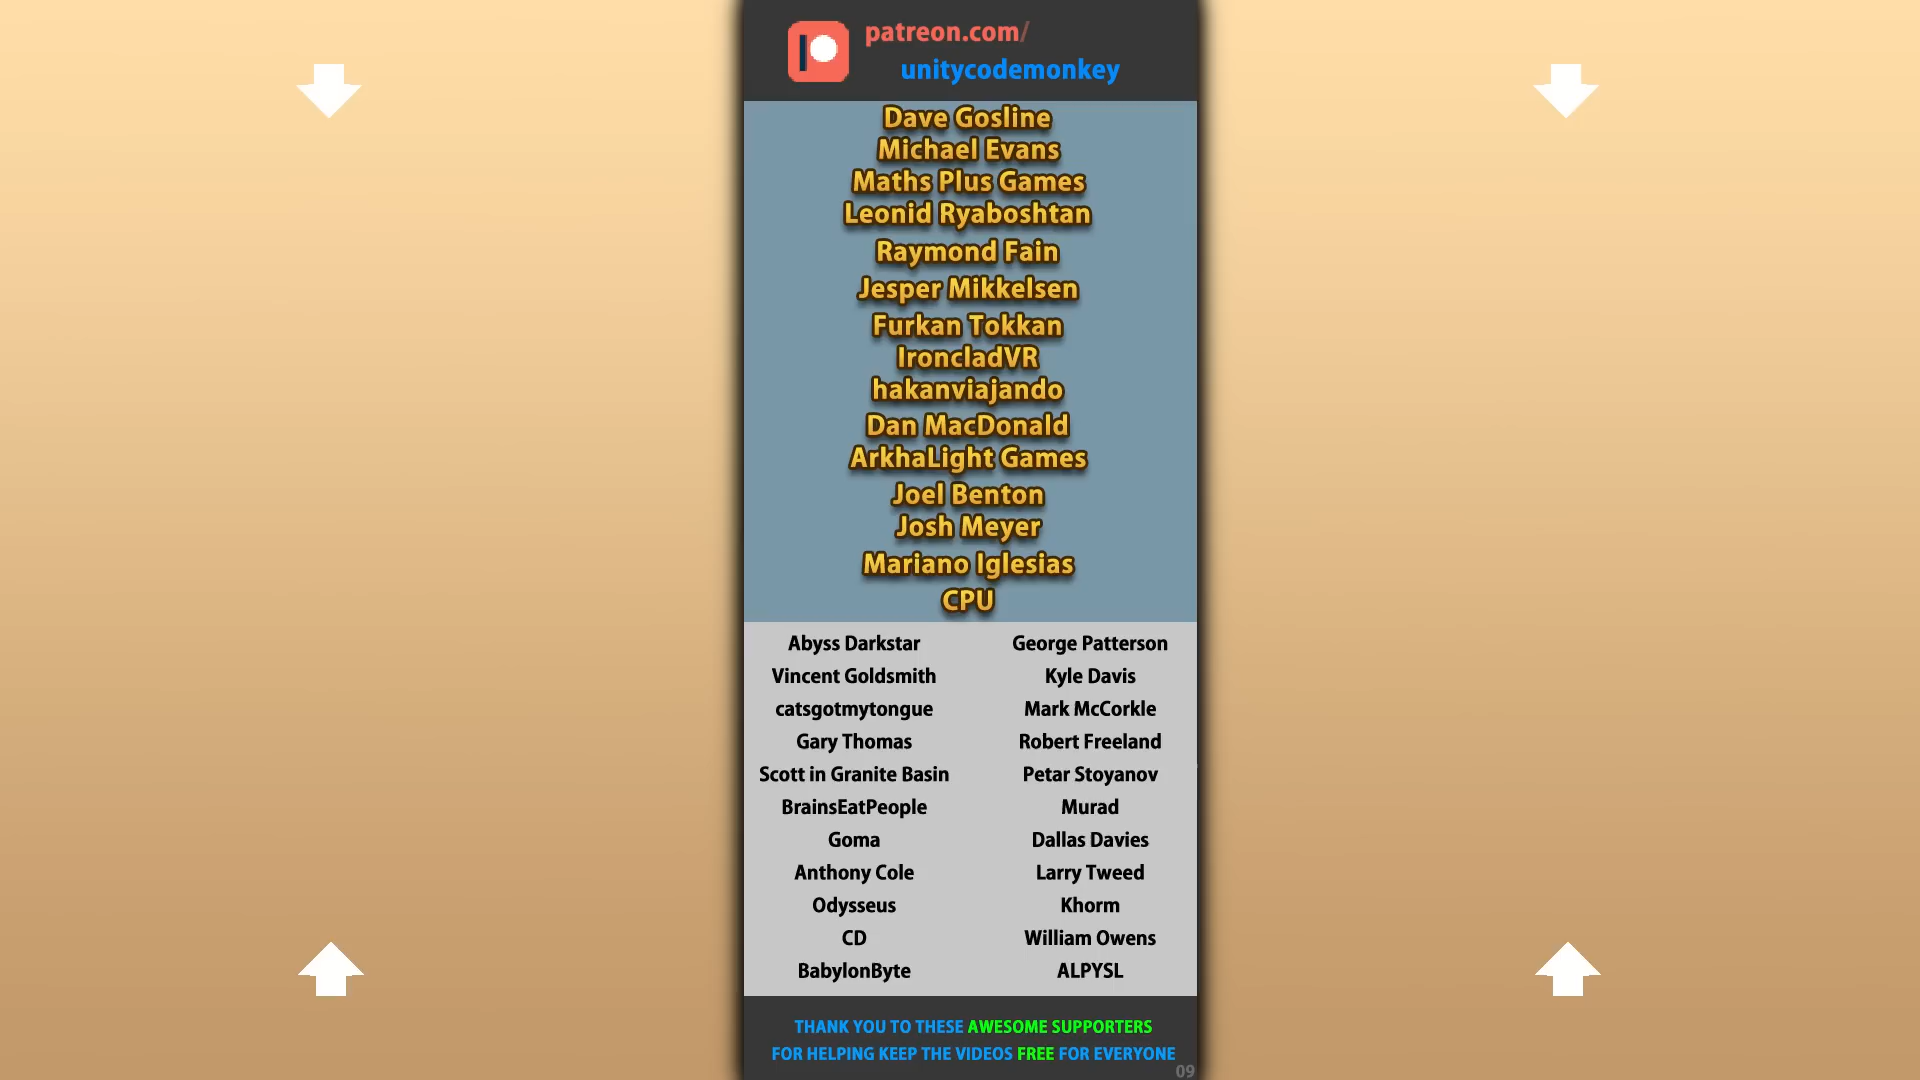 patreon.com/
unitycodemonkey
Dave Gosline
Michael Evans
Maths Plus Games
Leonid Ryaboshtan
Raymond Fain
Jesper Mikkelsen
Furkan Tokkan
IroncladVR
hakanviajando
Dan MacDonald
ArkhaLight Games
Joel Benton
Josh Meyer
Mariano Iglesias
CPU
Abyss Darkstar
Vincent Goldsmith
catsgotmytongue
Gary Thomas
Scott in Granite Basin
BrainsEatPeople
Goma
Anthony Cole
Odysseus
CD
BabylonByte
George Patterson
Kyle Davis
Mark McCorkle
Robert Freeland
Petar Stoyanov
Murad
Dallas Davies
Larry Tweed
Khorm
William Owens
ALPYSL
THANK YOU TO THESE AWESOME SUPPORTERS
FOR HELPING KEEP THE VIDEOS FREE FOR EVERYONE
09